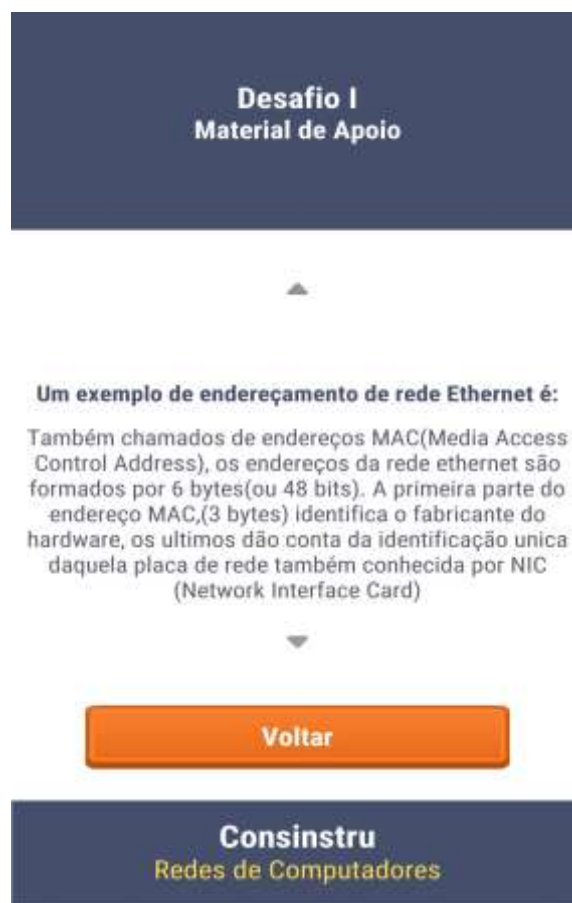 Desafio I
Material de Apoio
Um exemplo de endereçamento de rede Ethernet é:
Também chamados de endereços MAC(Media Access
Control Address), os endereços da rede ethernet são
formados por 6 bytes(ou 48 bits). A primeira parte do
endereço MAC,(3 bytes) identifica o fabricante do
hardware, os ultimos dão conta da identificação unica
daquela placa de rede também conhecida por NIC
(Network Interface Card)
Voltar
Consinstru
Redes de Computadores